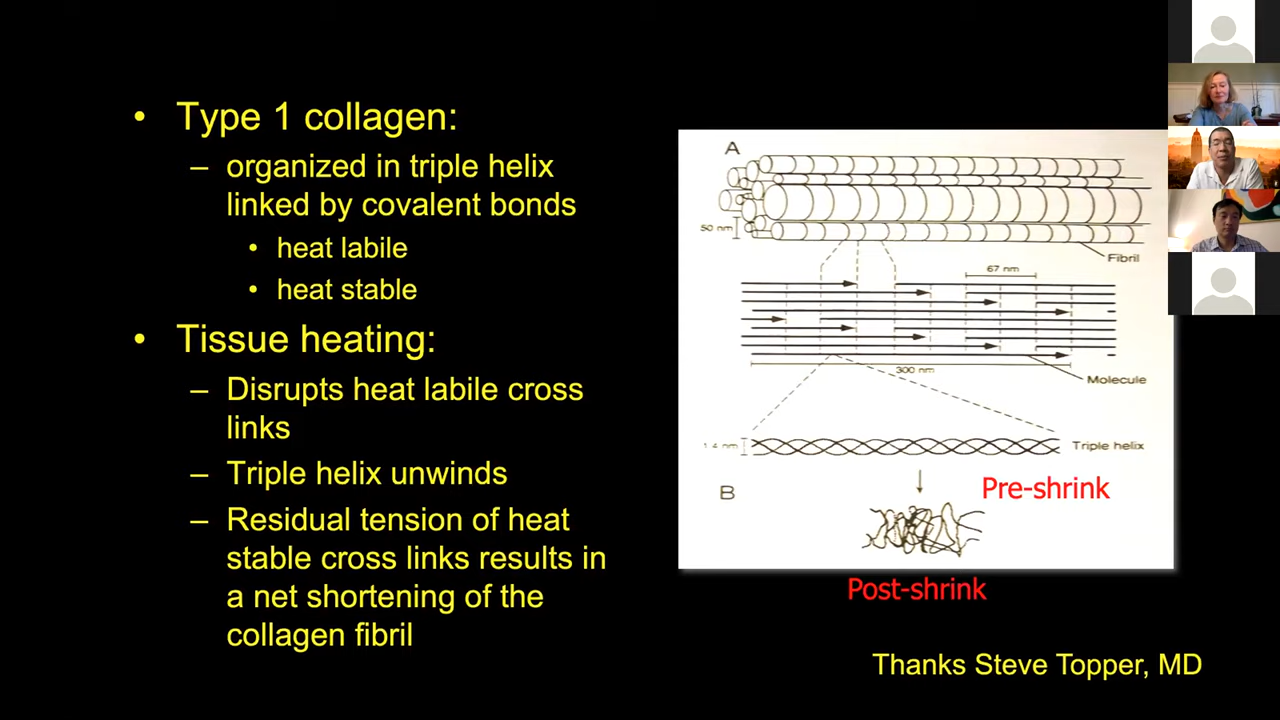 • Type 1 collagen:
– organized in triple helix
linked by covalent bonds
• heat labile
• heat stable
• Tissue heating:
– Disrupts heat labile cross
links
– Triple helix unwinds
– Residual tension of heat
stable cross links results in
a net shortening of the
collagen fibril
A
50 nm
Fibril
67 nm
300 nm
Molecule
1.4 nm
Triple helix
B
Pre-shrink
Post-shrink
Thanks Steve Topper, MD